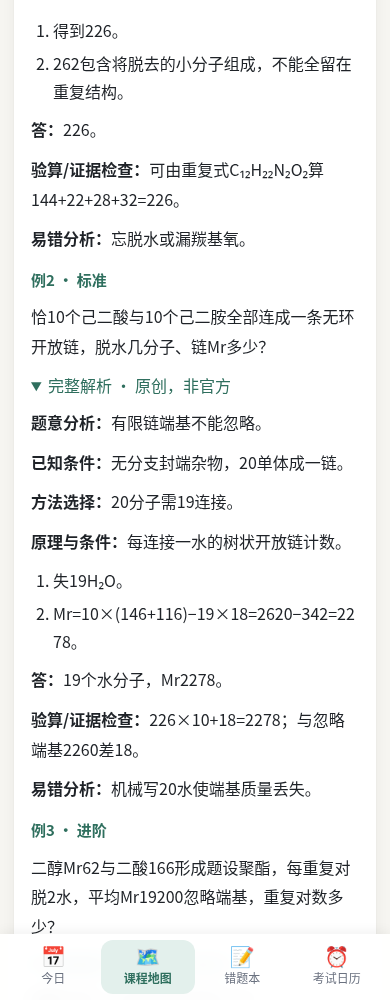 1. 得到226。
2. 262包含将脱去的小分子组成，不能全留在
重复结构。
答：226。
验算/证据检查：可由重复式C₁₂H₂₂N₂O₂算
144+22+28+32=226。
易错分析：忘脱水或漏羰基氧。
例2 · 标准
恰10个己二酸与10个己二胺全部连成一条无环
开放链，脱水几分子、链Mr多少？
▼ 完整解析 · 原创，非官方
题意分析：有限链端基不能忽略。
已知条件：无分支封端杂物，20单体成一链。
方法选择：20分子需19连接。
原理与条件：每连接一水的树状开放链计数。
1. 失19H₂O。
2. Mr=10×(146+116)−19×18=2620−342=22
78。
答：19个水分子，Mr2278。
验算/证据检查：226×10+18=2278；与忽略
端基2260差18。
易错分析：机械写20水使端基质量丢失。
例3 · 进阶
二醇Mr62与二酸166形成题设聚酯，每重复对
脱2水，平均Mr19200忽略端基，重复对数多
少？
今日
课程地图
错题本
考试日历